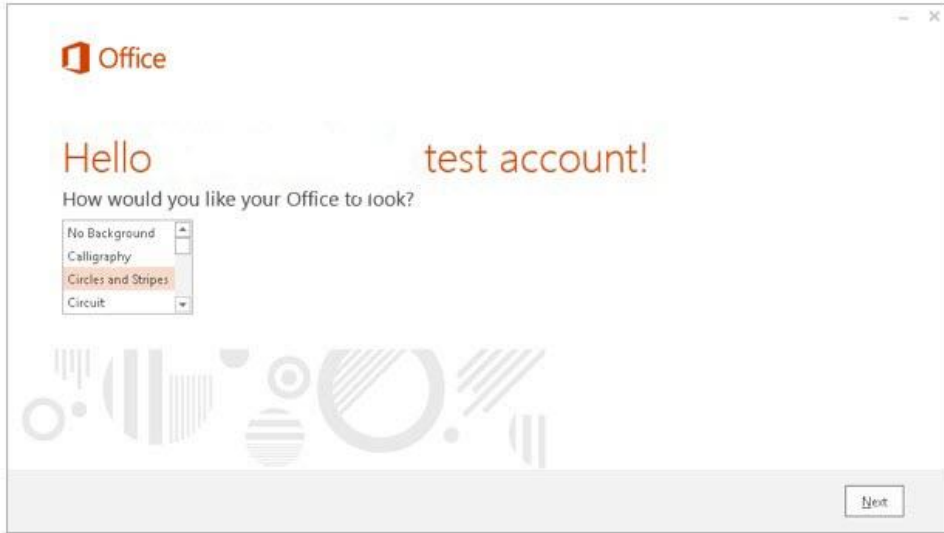 Office
Hello test account!
How would you like your Office to look?
No Background
Calligraphy
Circles and Stripes
Circuit
Next